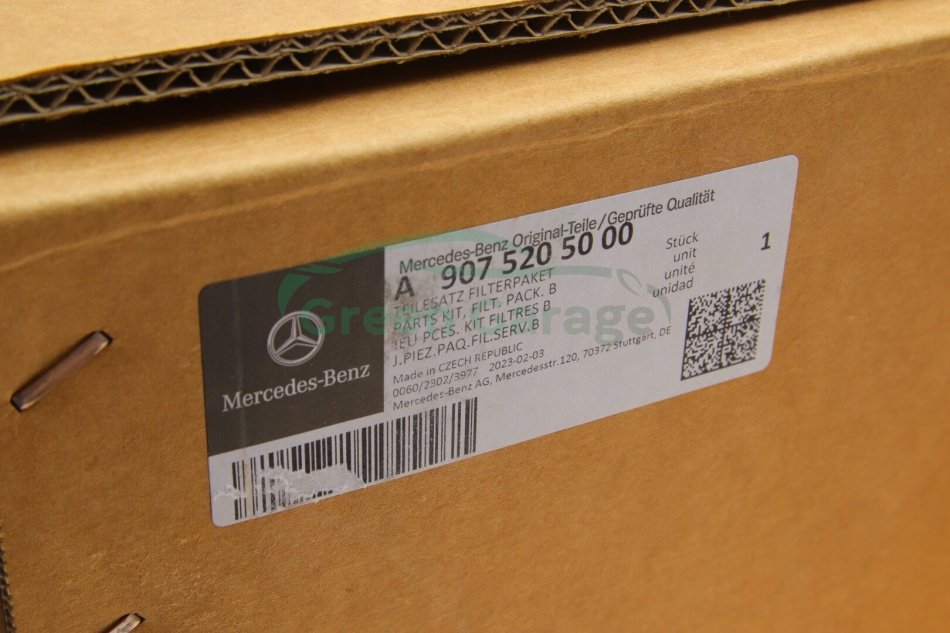 Mercedes-Benz Original-Teile/Geprüfte Qualität
A 907 520 50 00
TEILESATZ FILTERPAKET
PARTS KIT, FILT. PACK. B
JEU PCES. KIT FILTRES B
J.PIEZ.PAQ.FIL.SERV.B
Stück
unit
unité
unidad
1
Made in CZECH REPUBLIC
0060/2302/3977 2023-02-03
Mercedes-Benz AG, Mercedesstr.120, 70372 Stuttgart, DE
Mercedes-Benz
Green Garage